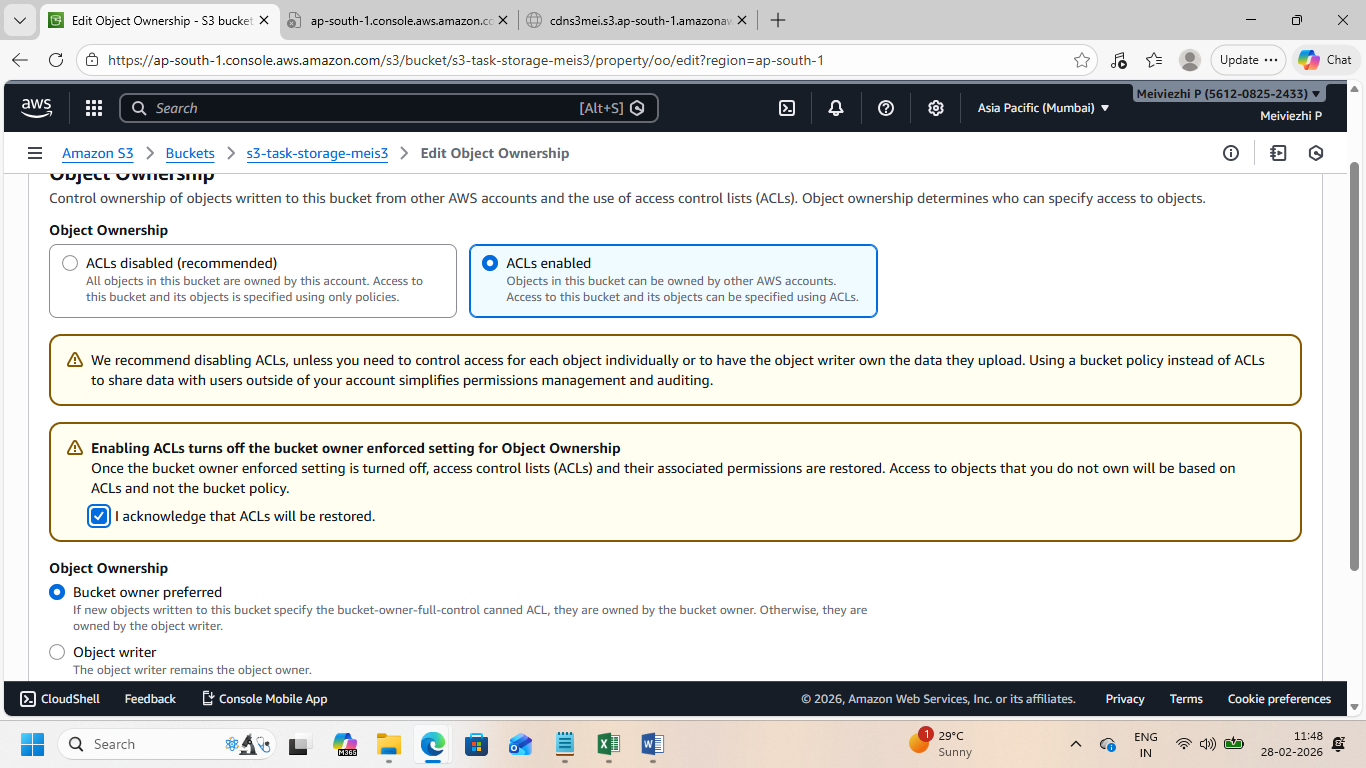 Edit Object Ownership - S3 bucket
ap-south-1.console.aws.amazon.co
cdns3mei.s3.ap-south-1.amazonaw
https://ap-south-1.console.aws.amazon.com/s3/bucket/s3-task-storage-meis3/property/oo/edit?region=ap-south-1
Update
Chat
aws
Search
[Alt+S]
Asia Pacific (Mumbai)
Meiviezhi P (5612-0825-2433)
Meiviezhi P
Amazon S3
Buckets
s3-task-storage-meis3
Edit Object Ownership
Object Ownership
Control ownership of objects written to this bucket from other AWS accounts and the use of access control lists (ACLs). Object ownership determines who can specify access to objects.
Object Ownership
ACLs disabled (recommended)
All objects in this bucket are owned by this account. Access to
this bucket and its objects is specified using only policies.
ACLs enabled
Objects in this bucket can be owned by other AWS accounts.
Access to this bucket and its objects can be specified using ACLs.
We recommend disabling ACLs, unless you need to control access for each object individually or to have the object writer own the data they upload. Using a bucket policy instead of ACLs
to share data with users outside of your account simplifies permissions management and auditing.
Enabling ACLs turns off the bucket owner enforced setting for Object Ownership
Once the bucket owner enforced setting is turned off, access control lists (ACLs) and their associated permissions are restored. Access to objects that you do not own will be based on
ACLs and not the bucket policy.
I acknowledge that ACLs will be restored.
Object Ownership
Bucket owner preferred
If new objects written to this bucket specify the bucket-owner-full-control canned ACL, they are owned by the bucket owner. Otherwise, they are
owned by the object writer.
Object writer
The object writer remains the object owner.
CloudShell
Feedback
Console Mobile App
© 2026, Amazon Web Services, Inc. or its affiliates.
Privacy
Terms
Cookie preferences
Search
M365
1
29°C
Sunny
ENG
IN
11:48
28-02-2026